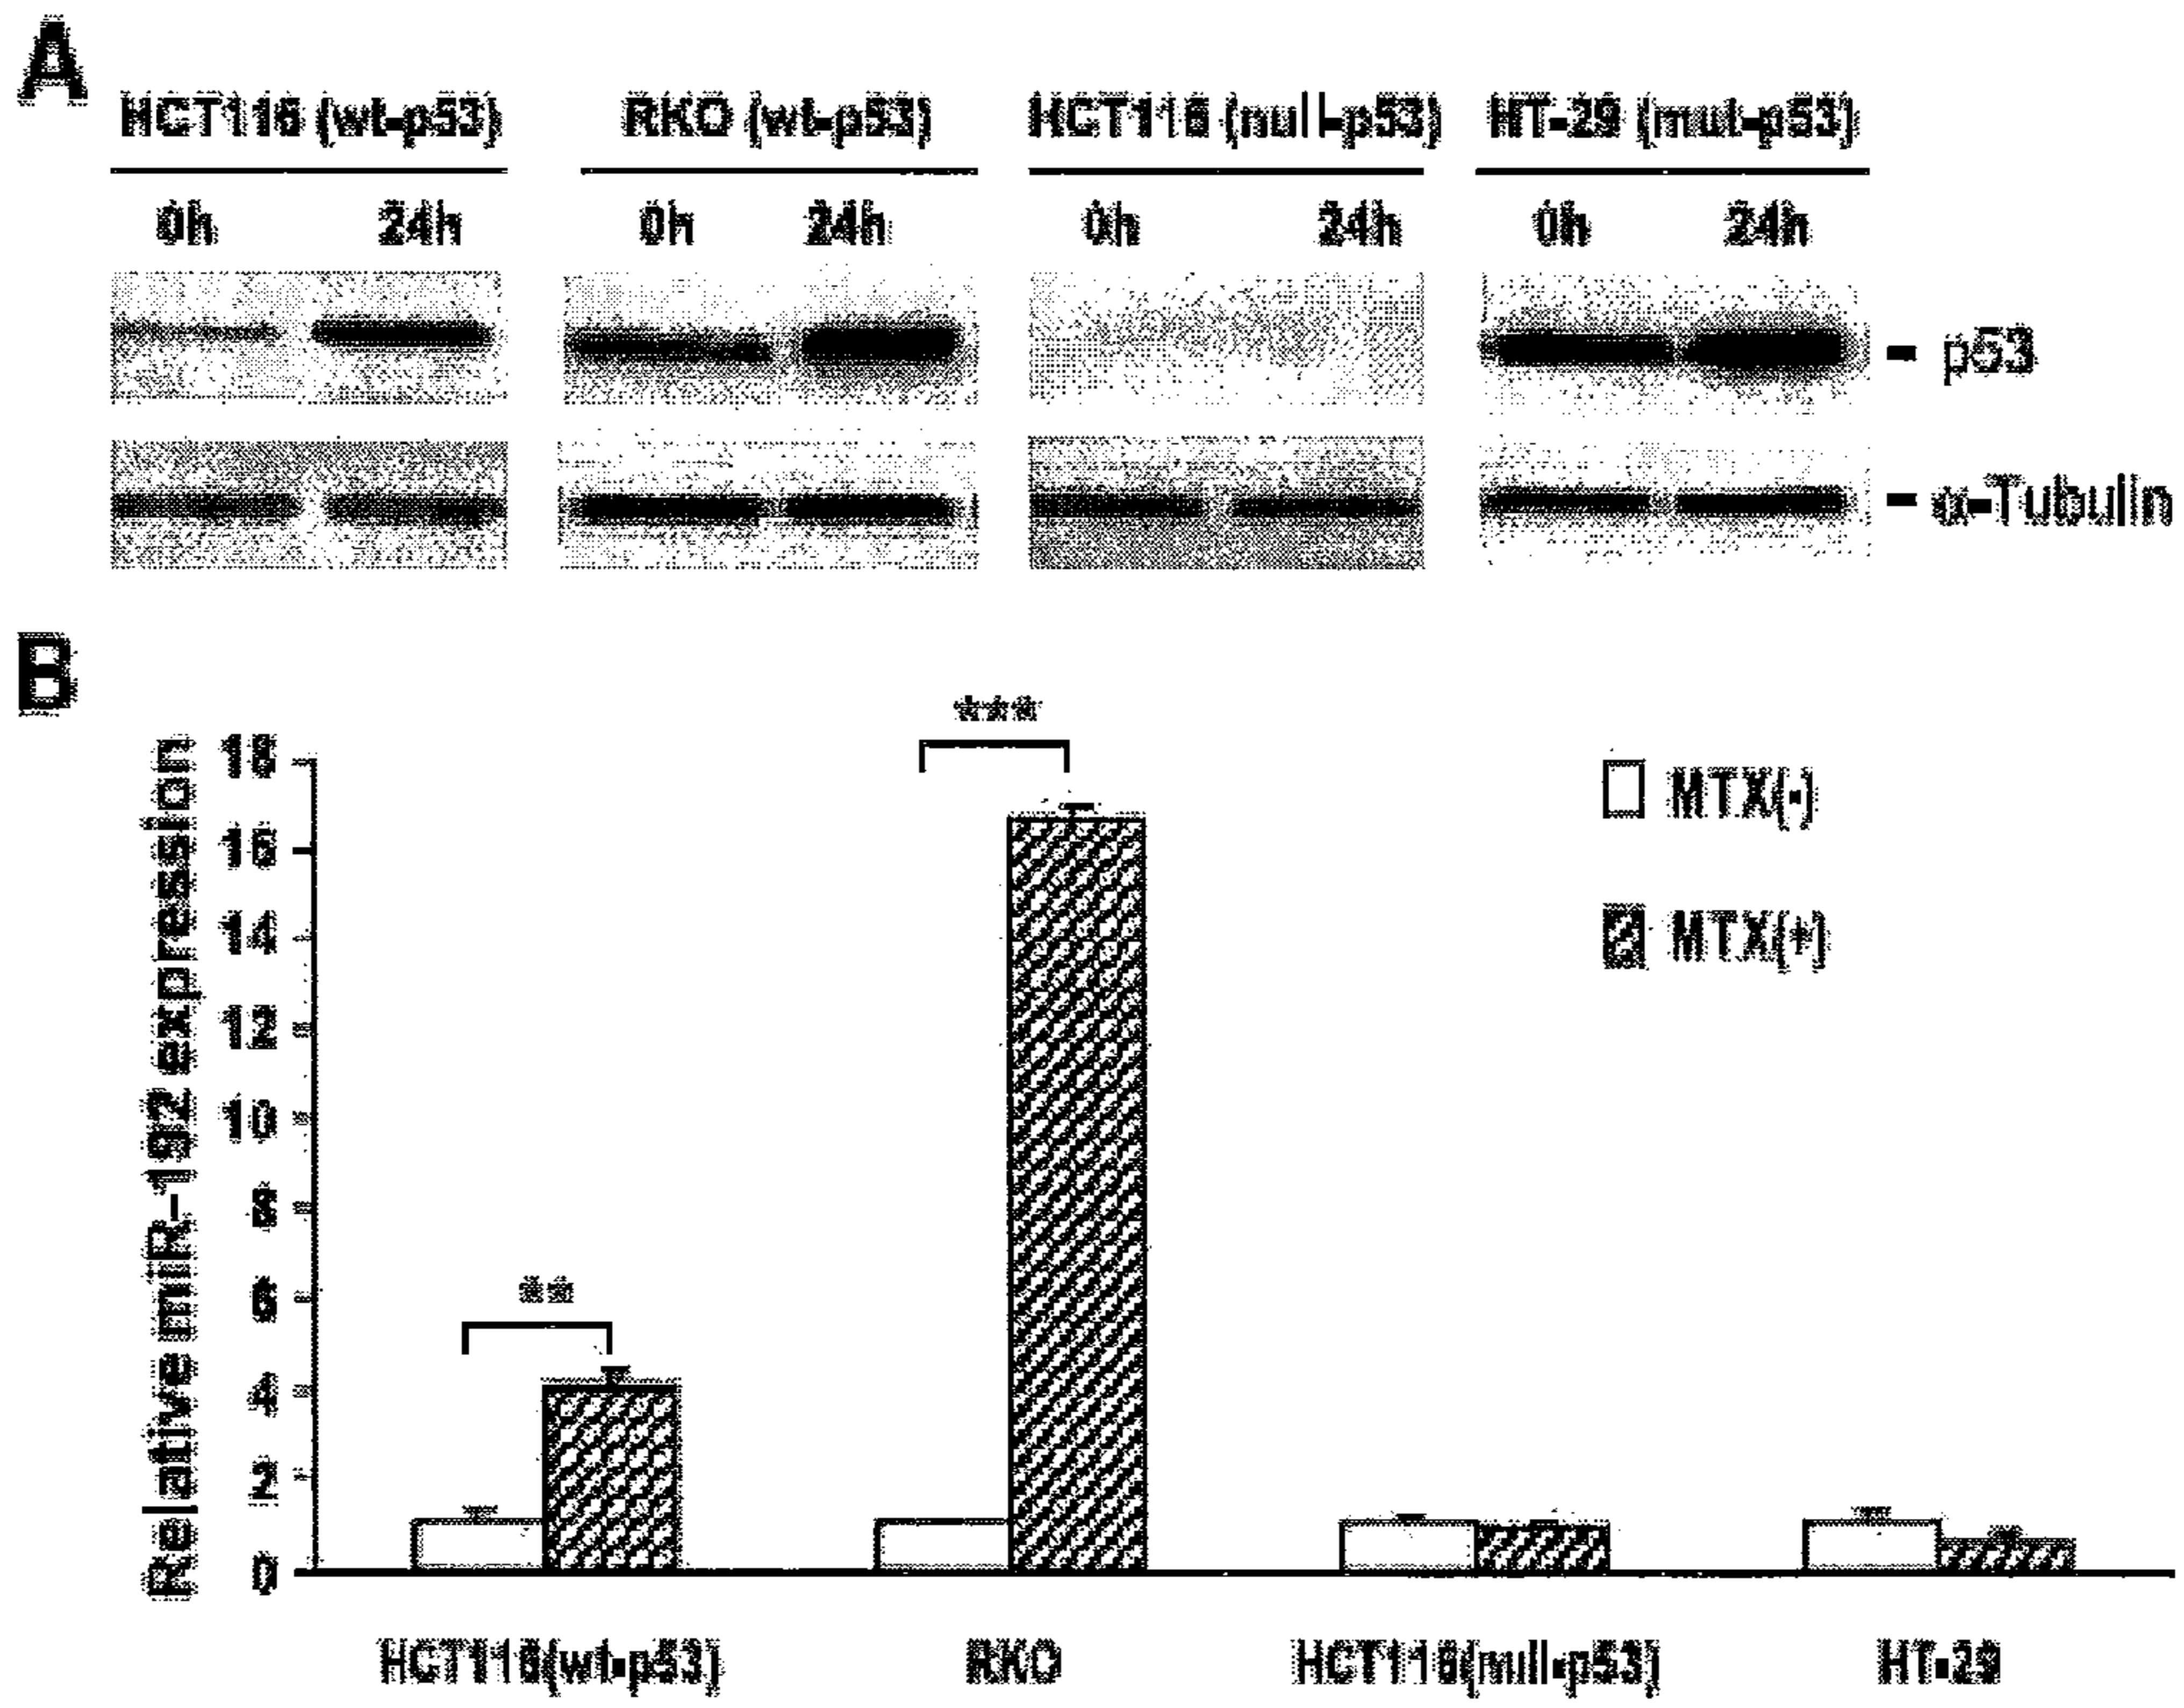 A
HCT116 (wt-p53) RKO (wt-p53) HCT116 (null-p53) HT-29 (mut-p53)
0h 24h 0h 24h 0h 24h 0h 24h
- p53
- α-Tubulin
B
***
18
16
14
12
10
8
6
4
2
0
Relative miR-192 expression
**
MTX(-)
MTX(+)
HCT116(wt-p53) RKO HCT116(null-p53) HT-29